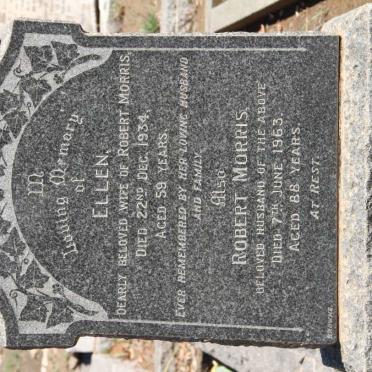 In
Loving Memory
of
ELLEN,
DEARLY BELOVED WIFE OF ROBERT MORRIS
DIED 22ND DEC. 1934,
AGED 59 YEARS.
EVER REMEMBERED BY HER LOVING HUSBAND
AND FAMILY.
Also
ROBERT MORRIS.
BELOVED HUSBAND OF THE ABOVE
DIED 7TH JUNE 1963.
AGED 88 YEARS.
AT REST.
BROWNE